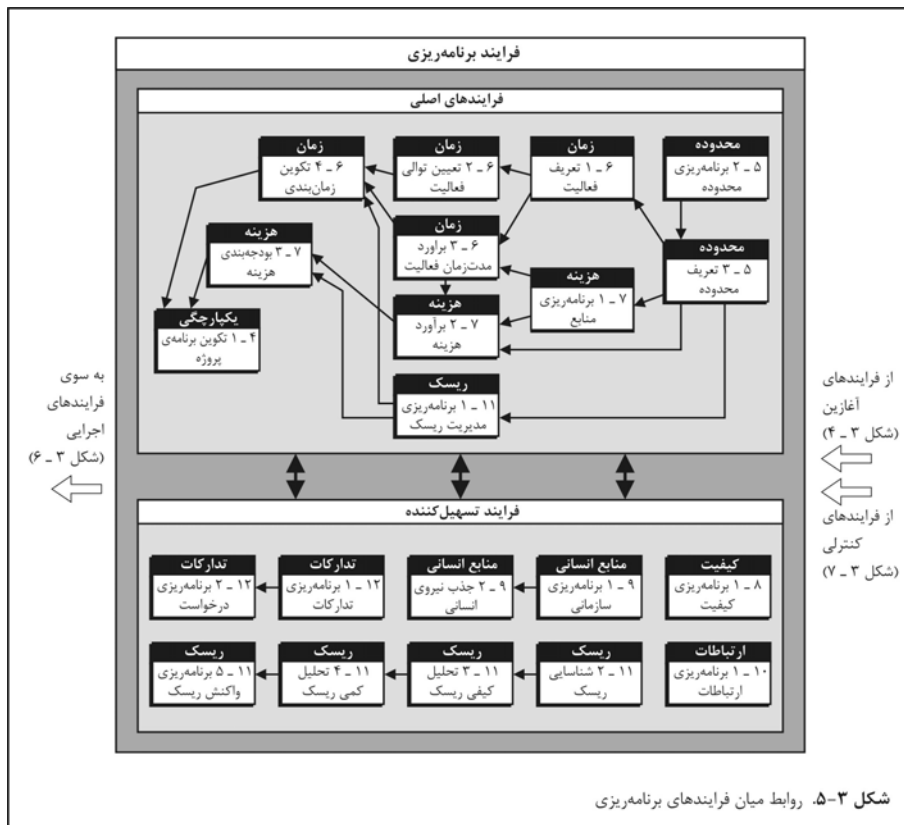 فرایند برنامه‌ریزی
فرایندهای اصلی
محدوده
۵ ـ ۲ برنامه‌ریزی
محدوده
زمان
۶ ـ ۱ تعریف
فعالیت
زمان
۶ ـ ۲ تعیین توالی
فعالیت
زمان
۶ ـ ۴ تکوین
زمان‌بندی
محدوده
۵ ـ ۳ تعریف
محدوده
زمان
۶ ـ ۳ براورد
مدت‌زمان فعالیت
هزینه
۷ ـ ۳ بودجه‌بندی
هزینه
هزینه
۷ ـ ۱ برنامه‌ریزی
منابع
هزینه
۷ ـ ۲ برآورد
هزینه
یکپارچگی
۴ ـ ۱ تکوین برنامه‌ی
پروژه
ریسک
۱۱ ـ ۱ برنامه‌ریزی
مدیریت ریسک
از فرایندهای
آغازین
(شکل ۳ ـ ۴)
از فرایندهای
کنترلی
(شکل ۳ ـ ۷)
به سوی
فرایندهای
اجرایی
(شکل ۳ ـ ۶)
فرایند تسهیل‌کننده
کیفیت
۸ ـ ۱ برنامه‌ریزی
کیفیت
منابع انسانی
۹ ـ ۱ برنامه‌ریزی
سازمانی
منابع انسانی
۹ ـ ۲ جذب نیروی
انسانی
تدارکات
۱۲ ـ ۱ برنامه‌ریزی
تدارکات
تدارکات
۱۲ ـ ۲ برنامه‌ریزی
درخواست
ارتباطات
۱۰ ـ ۱ برنامه‌ریزی
ارتباطات
ریسک
۱۱ ـ ۲ شناسایی
ریسک
ریسک
۱۱ ـ ۳ تحلیل
کیفی ریسک
ریسک
۱۱ ـ ۴ تحلیل
کمی ریسک
ریسک
۱۱ ـ ۵ برنامه‌ریزی
واکنش ریسک
شکل ۳-۵. روابط میان فرایندهای برنامه‌ریزی